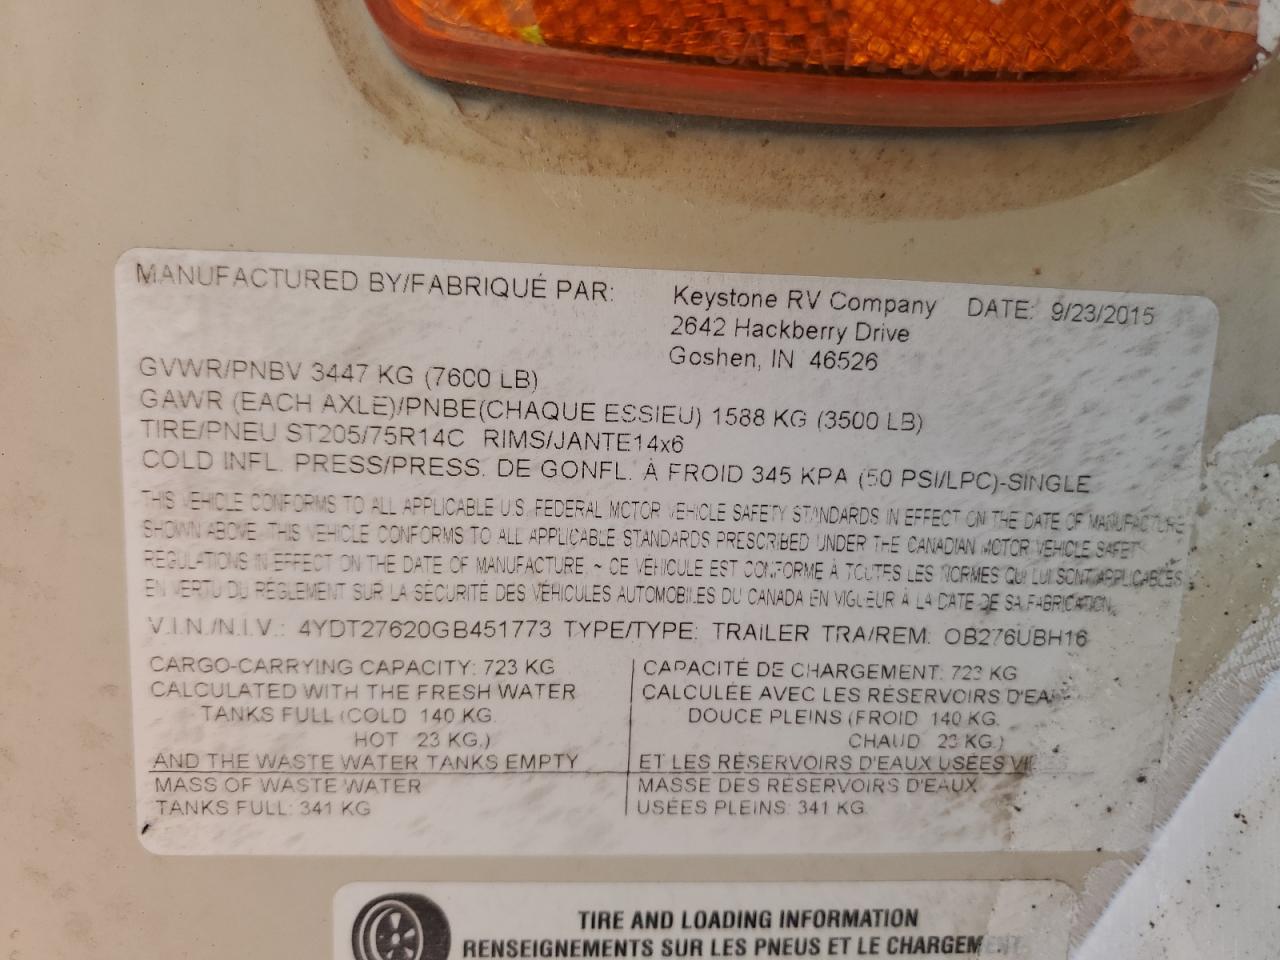 SAE A
MANUFACTURED BY/FABRIQUÉ PAR: Keystone RV Company DATE: 9/23/2015
2642 Hackberry Drive
Goshen, IN 46526
GVWR/PNBV 3447 KG (7600 LB)
GAWR (EACH AXLE)/PNBE(CHAQUE ESSIEU) 1588 KG (3500 LB)
TIRE/PNEU ST205/75R14C RIMS/JANTE14x6
COLD INFL. PRESS/PRESS. DE GONFL. À FROID 345 KPA (50 PSI/LPC)-SINGLE
THIS VEHICLE CONFORMS TO ALL APPLICABLE U.S. FEDERAL MOTOR VEHICLE SAFETY STANDARDS IN EFFECT ON THE DATE OF MANUFACTURE
SHOWN ABOVE. THIS VEHICLE CONFORMS TO ALL APPLICABLE STANDARDS PRESCRIBED UNDER THE CANADIAN MOTOR VEHICLE SAFETY
REGULATIONS IN EFFECT ON THE DATE OF MANUFACTURE. ~ CE VÉHICULE EST CONFORME À TOUTES LES NORMES QUI LUI SONT APPLICABLES
EN VERTU DU RÈGLEMENT SUR LA SÉCURITÉ DES VÉHICULES AUTOMOBILES DU CANADA EN VIGUEUR À LA DATE DE SA FABRICATION.
V.I.N./N.I.V.: 4YDT27620GB451773 TYPE/TYPE: TRAILER TRA/REM: OB276UBH16
CARGO-CARRYING CAPACITY: 723 KG
CALCULATED WITH THE FRESH WATER
TANKS FULL (COLD 140 KG.
HOT 23 KG.)
AND THE WASTE WATER TANKS EMPTY
MASS OF WASTE WATER
TANKS FULL: 341 KG
CAPACITÉ DE CHARGEMENT: 723 KG
CALCULÉE AVEC LES RÉSERVOIRS D'EAU
DOUCE PLEINS (FROID 140 KG.
CHAUD 23 KG.)
ET LES RÉSERVOIRS D'EAUX USÉES
MASSE DES RÉSERVOIRS D'EAUX
USÉES PLEINS: 341 KG
TIRE AND LOADING INFORMATION
RENSEIGNEMENTS SUR LES PNEUS ET LE CHARGEMENT